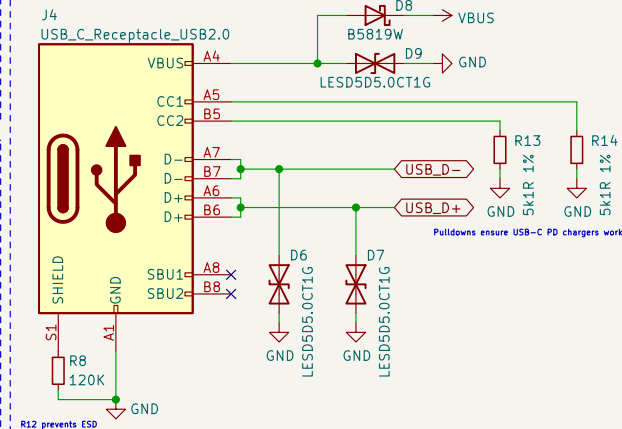 J4
USB_C_Receptacle_USB2.0
D8
VBUS
B5819W
VBUS
A4
D9
GND
LESD5D5.0CT1G
CC1
A5
CC2
B5
R13
5k1R 1%
GND
R14
5k1R 1%
GND
D-
A7
D-
B7
USB_D-
D+
A6
D+
B6
USB_D+
Pulldowns ensure USB-C PD chargers work
SBU1
A8
SBU2
B8
D6
LESD5D5.0CT1G
GND
D7
LESD5D5.0CT1G
GND
SHIELD
GND
S1
A1
R8
120K
GND
R12 prevents ESD